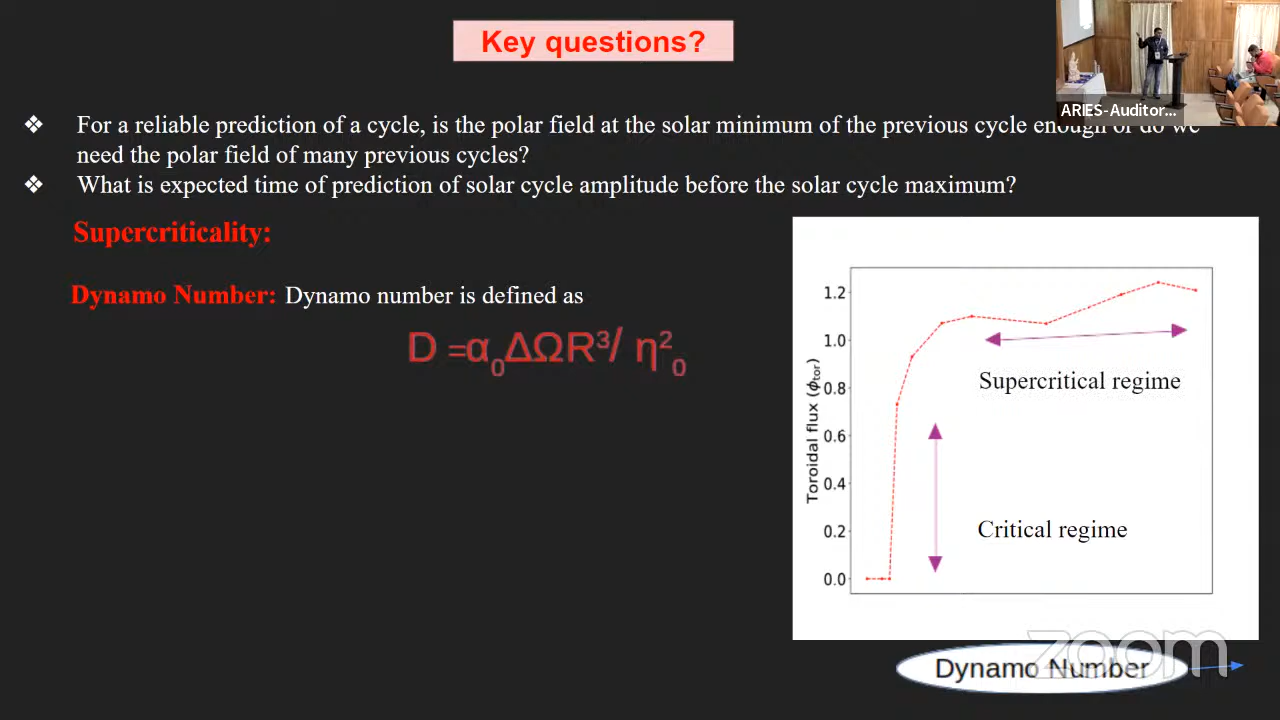 Key questions?
ARIES-Auditor...
❖ For a reliable prediction of a cycle, is the polar field at the solar minimum of the previous cycle enough or do we
need the polar field of many previous cycles?
❖ What is expected time of prediction of solar cycle amplitude before the solar cycle maximum?
Supercriticality:
Dynamo Number: Dynamo number is defined as
D =α₀ΔΩR³/ η²₀
1.2
1.0
0.8
0.6
0.4
0.2
0.0
Toroidal flux (ϕtor)
Supercritical regime
Critical regime
zoom
Dynamo Number